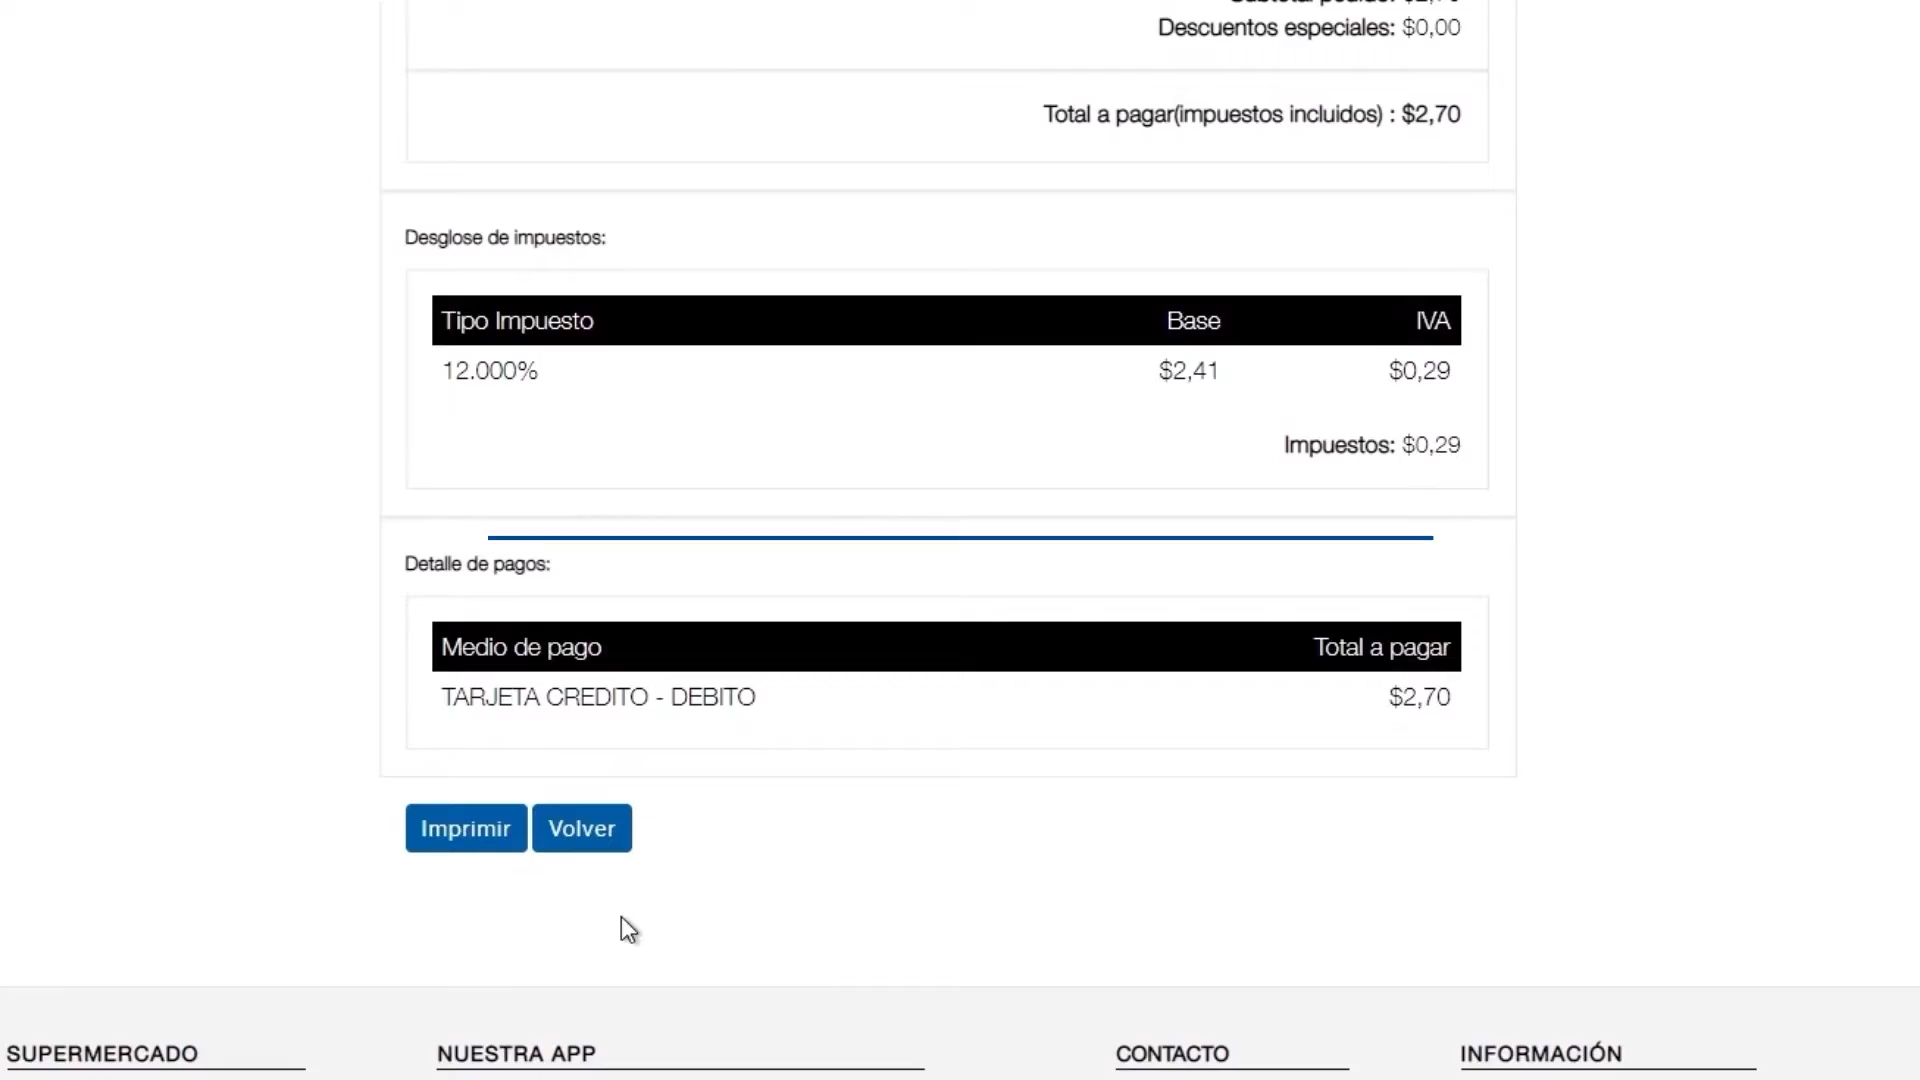 Descuentos especiales: $0,00
Total a pagar(impuestos incluidos) : $2,70
Desglose de impuestos:
Tipo Impuesto Base IVA
12.000% $2,41 $0,29
Impuestos: $0,29
Detalle de pagos:
Medio de pago Total a pagar
TARJETA CREDITO - DEBITO $2,70
Imprimir Volver
SUPERMERCADO NUESTRA APP CONTACTO INFORMACIÓN